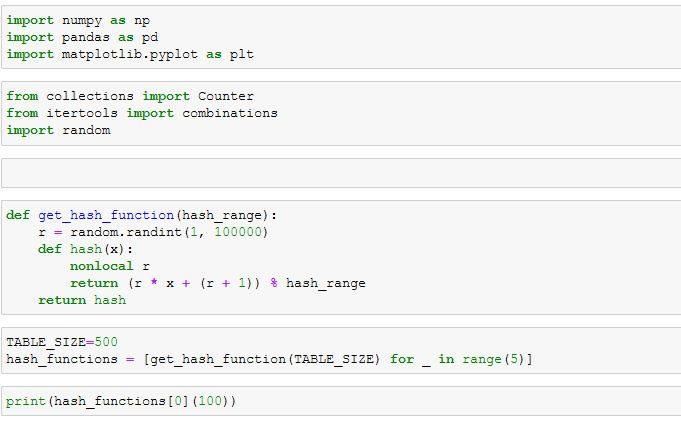 import numpy as np
import pandas as pd
import matplotlib.pyplot as plt
from collections import Counter
from itertools import combinations
import random
def get_hash_function(hash_range):
    r = random.randint(1, 100000)
    def hash(x):
        nonlocal r
        return (r * x + (r + 1)) % hash_range
    return hash
TABLE_SIZE=500
hash_functions = [get_hash_function(TABLE_SIZE) for _ in range(5)]
print(hash_functions[0](100))